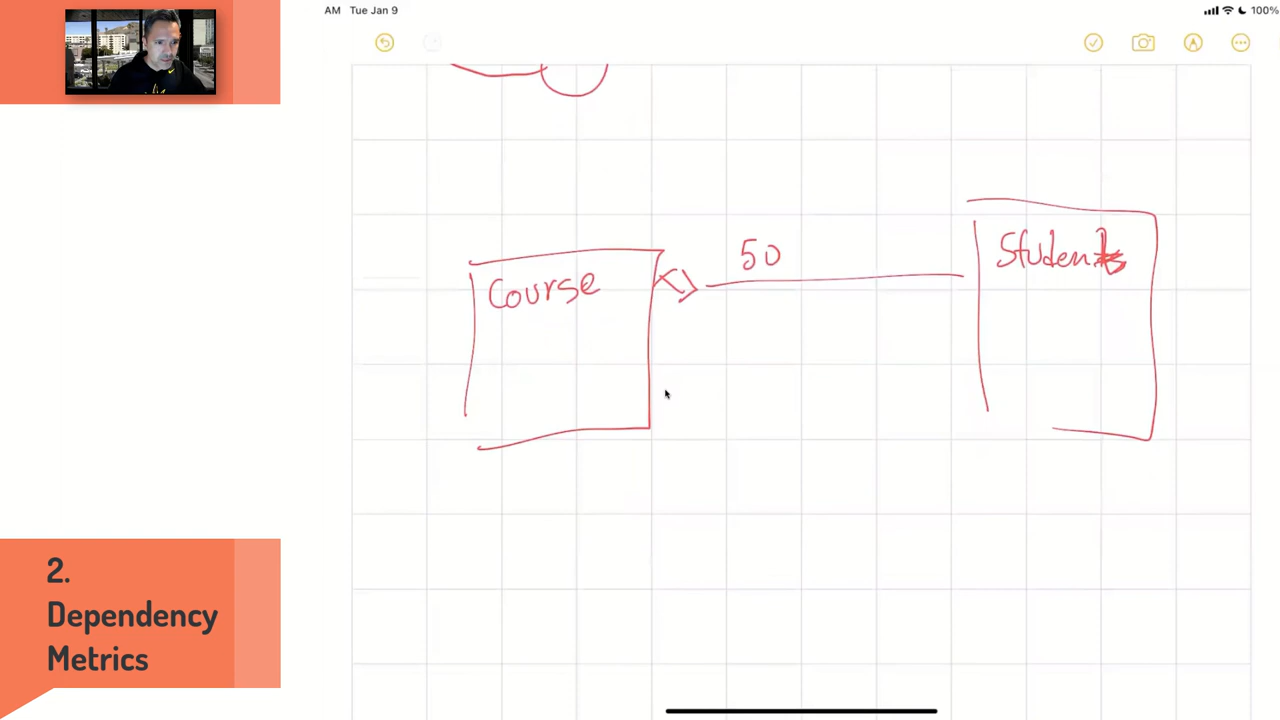 AM Tue Jan 9
100%
50
Student
Course
2.
Dependency
Metrics